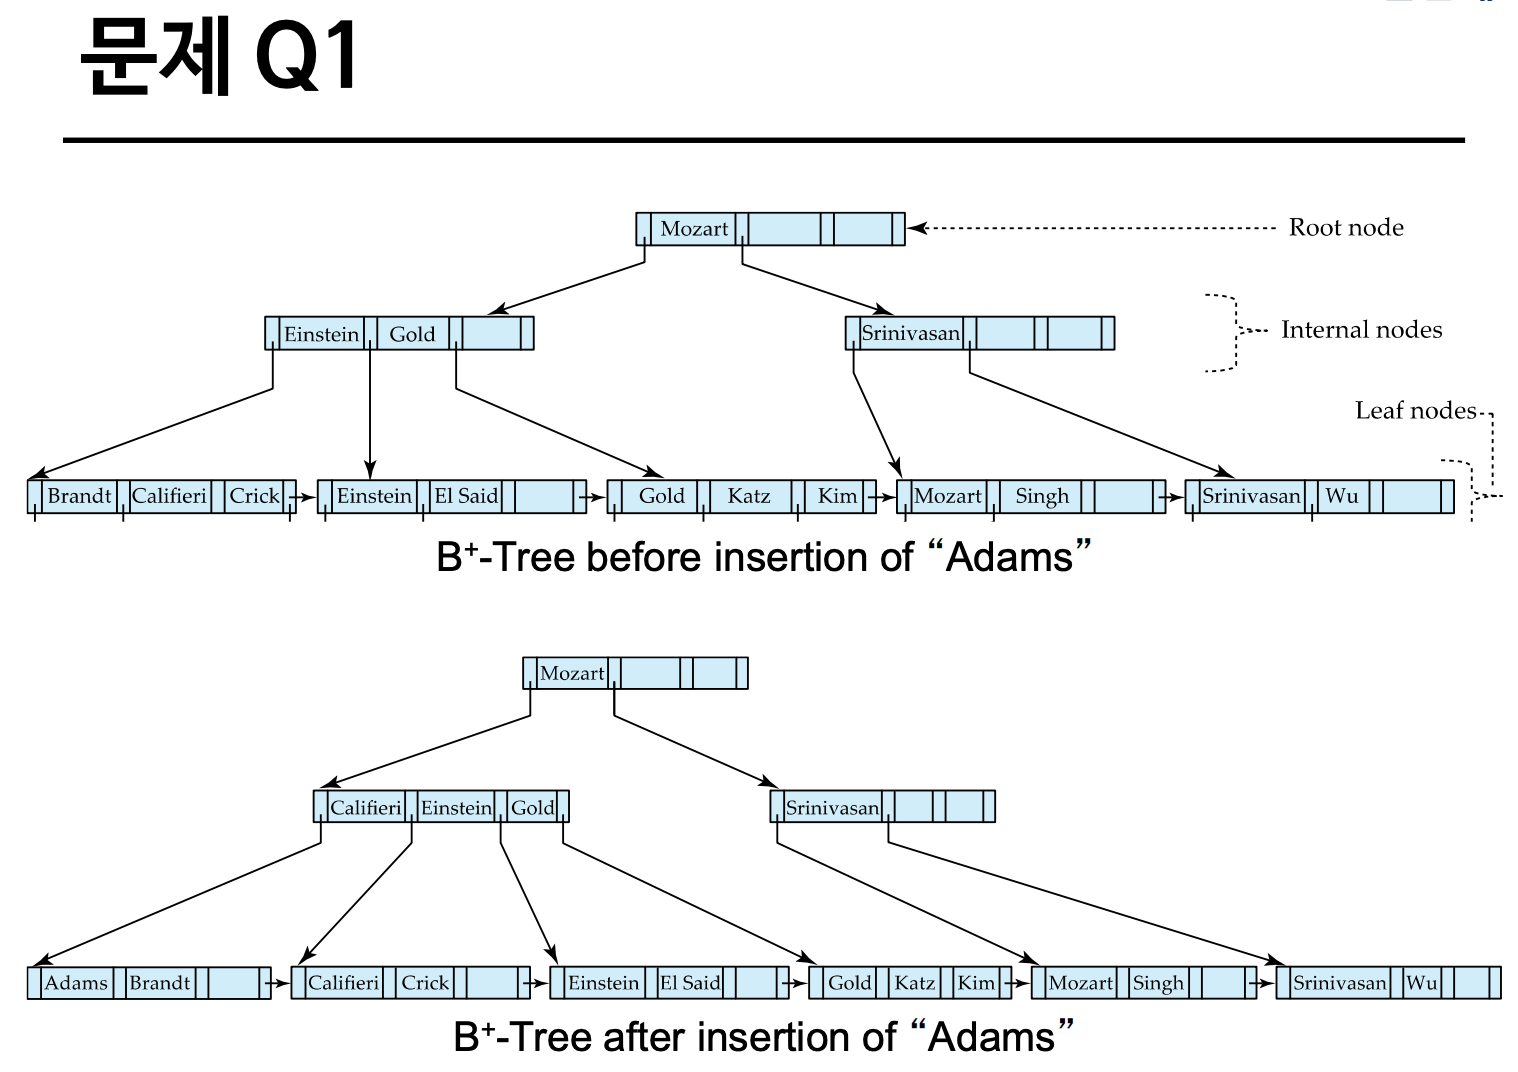 문제 Q1
Mozart
Root node
Einstein Gold
Srinivasan
Internal nodes
Leaf nodes
Brandt Califieri Crick Einstein El Said Gold Katz Kim Mozart Singh Srinivasan Wu
B+-Tree before insertion of “Adams”
Mozart
Califieri Einstein Gold
Srinivasan
Adams Brandt Califieri Crick Einstein El Said Gold Katz Kim Mozart Singh Srinivasan Wu
B+-Tree after insertion of “Adams”